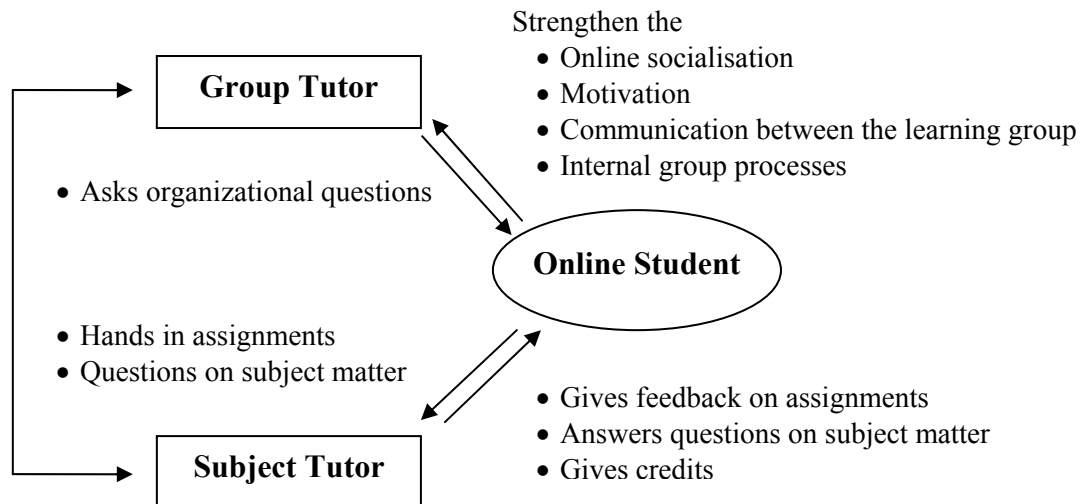 Strengthen the
• Online socialisation
• Motivation
• Communication between the learning group
• Internal group processes
Group Tutor
• Asks organizational questions
Online Student
• Hands in assignments
• Questions on subject matter
• Gives feedback on assignments
• Answers questions on subject matter
• Gives credits
Subject Tutor